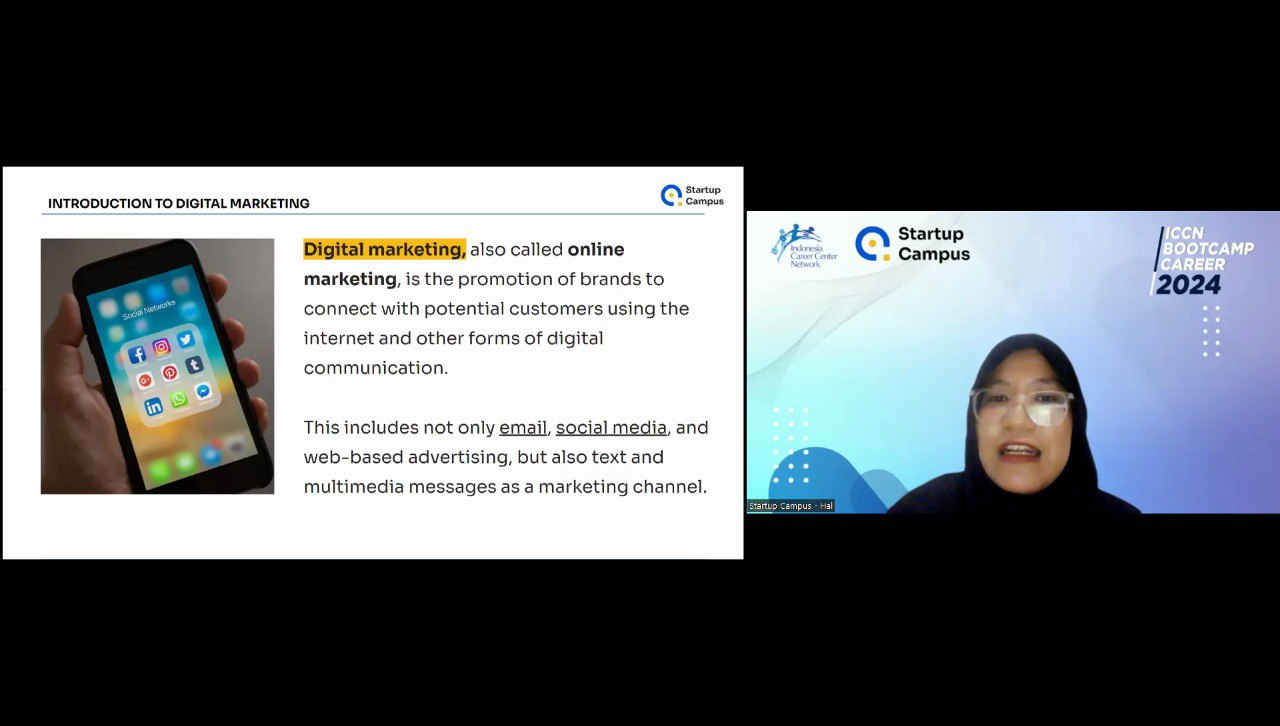 INTRODUCTION TO DIGITAL MARKETING
Startup
Campus
Social Networks
Digital marketing, also called online
marketing, is the promotion of brands to
connect with potential customers using the
internet and other forms of digital
communication.
This includes not only email, social media, and
web-based advertising, but also text and
multimedia messages as a marketing channel.
Indonesia
Career Center
Network
Startup
Campus
ICCN
BOOTCAMP
CAREER
2024
Startup Campus - Hal